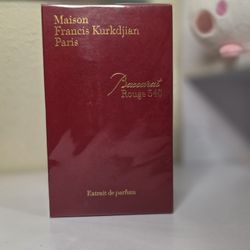 Maison
Francis Kurkdjian
Paris
Baccarat
Rouge 540
Extrait de parfum